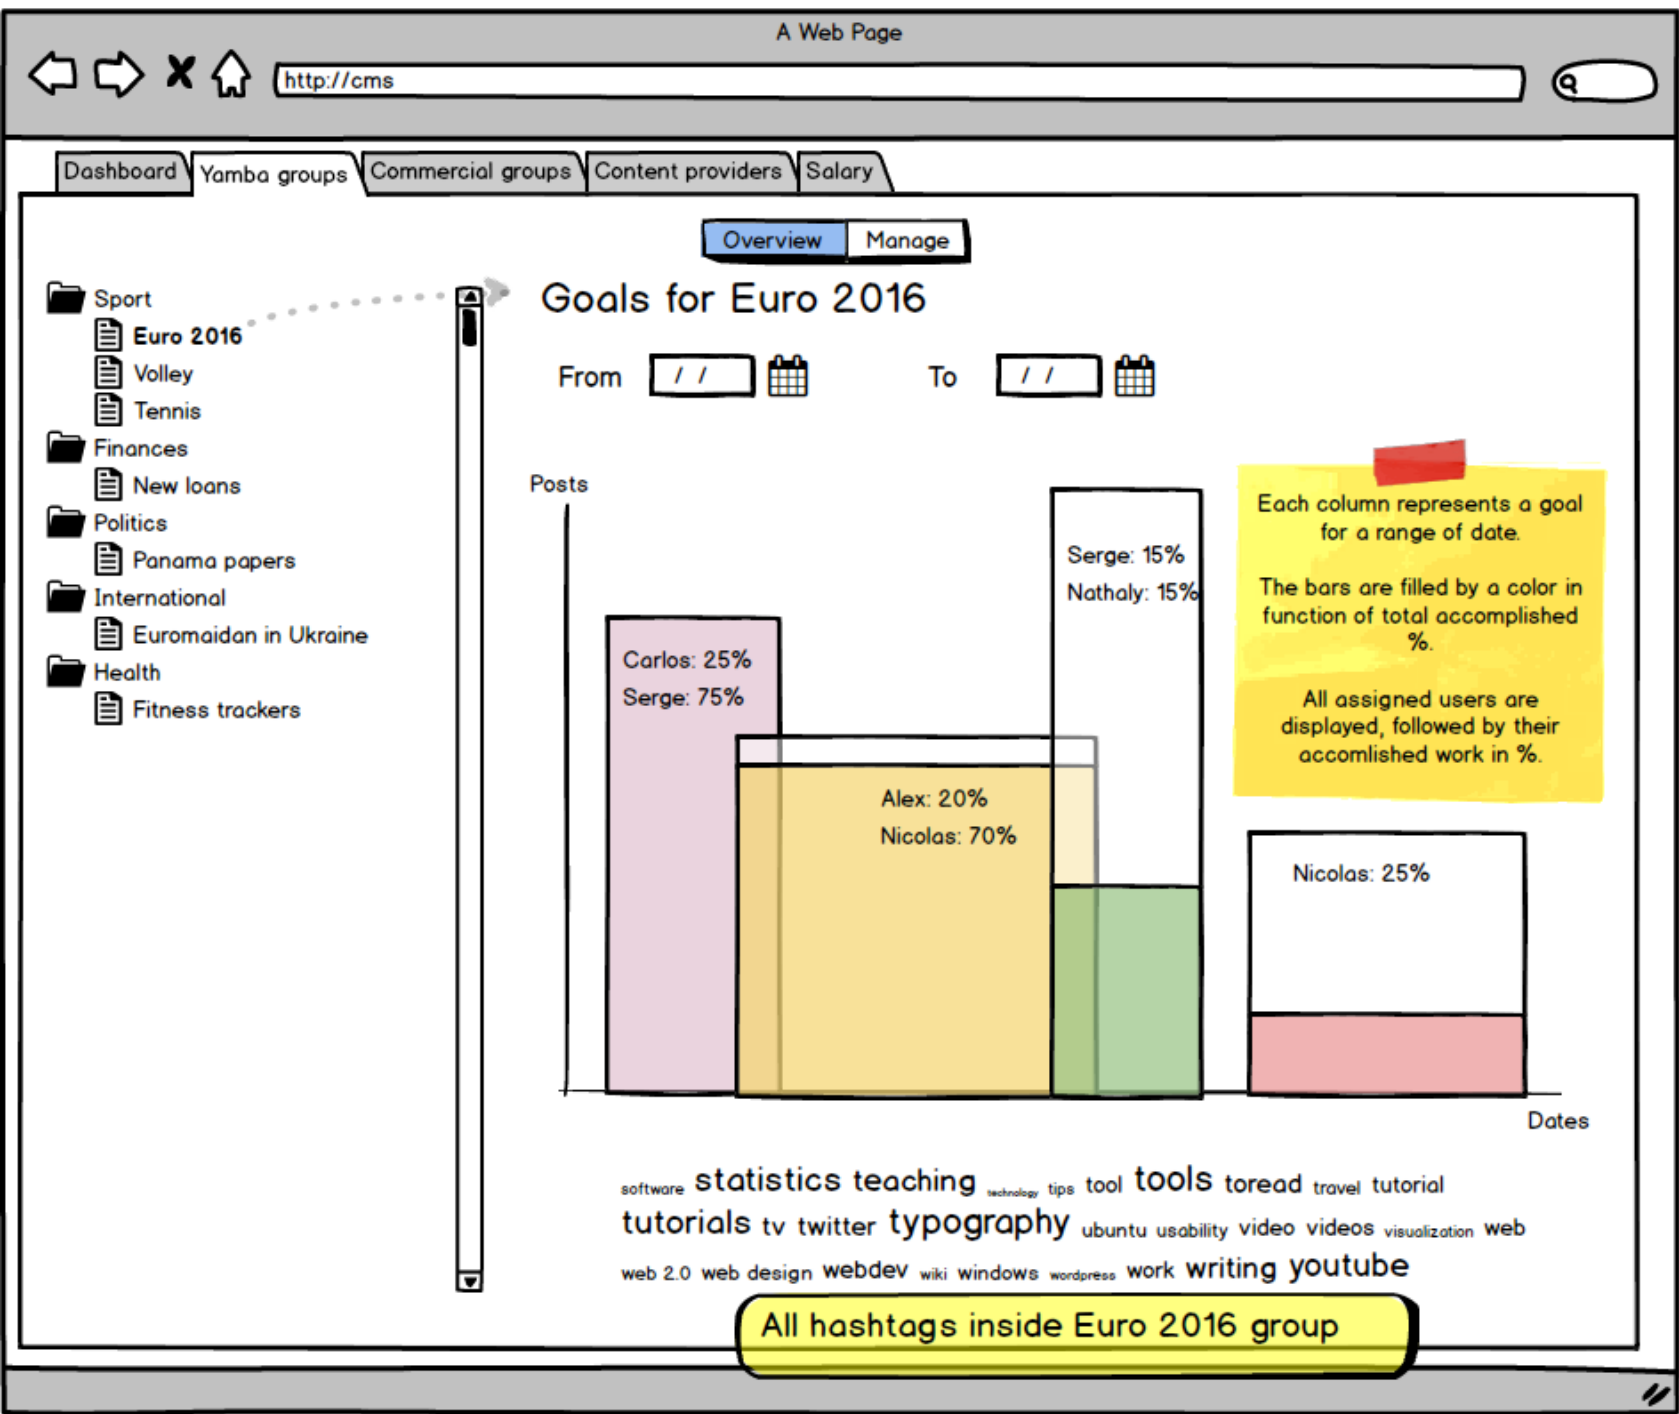 A Web Page
http://cms
Dashboard
Yamba groups
Commercial groups
Content providers
Salary
Overview
Manage
Sport
Euro 2016
Volley
Tennis
Finances
New loans
Politics
Panama papers
International
Euromaidan in Ukraine
Health
Fitness trackers
Goals for Euro 2016
From
/ /
To
/ /
Posts
Carlos: 25%
Serge: 75%
Alex: 20%
Nicolas: 70%
Serge: 15%
Nathaly: 15%
Nicolas: 25%
Each column represents a goal
for a range of date.
The bars are filled by a color in
function of total accomplished
%.
All assigned users are
displayed, followed by their
accomlished work in %.
Dates
software statistics teaching technology tips tool tools toread travel tutorial
tutorials tv twitter typography ubuntu usability video videos visualization web
web 2.0 web design webdev wiki windows wordpress work writing youtube
All hashtags inside Euro 2016 group